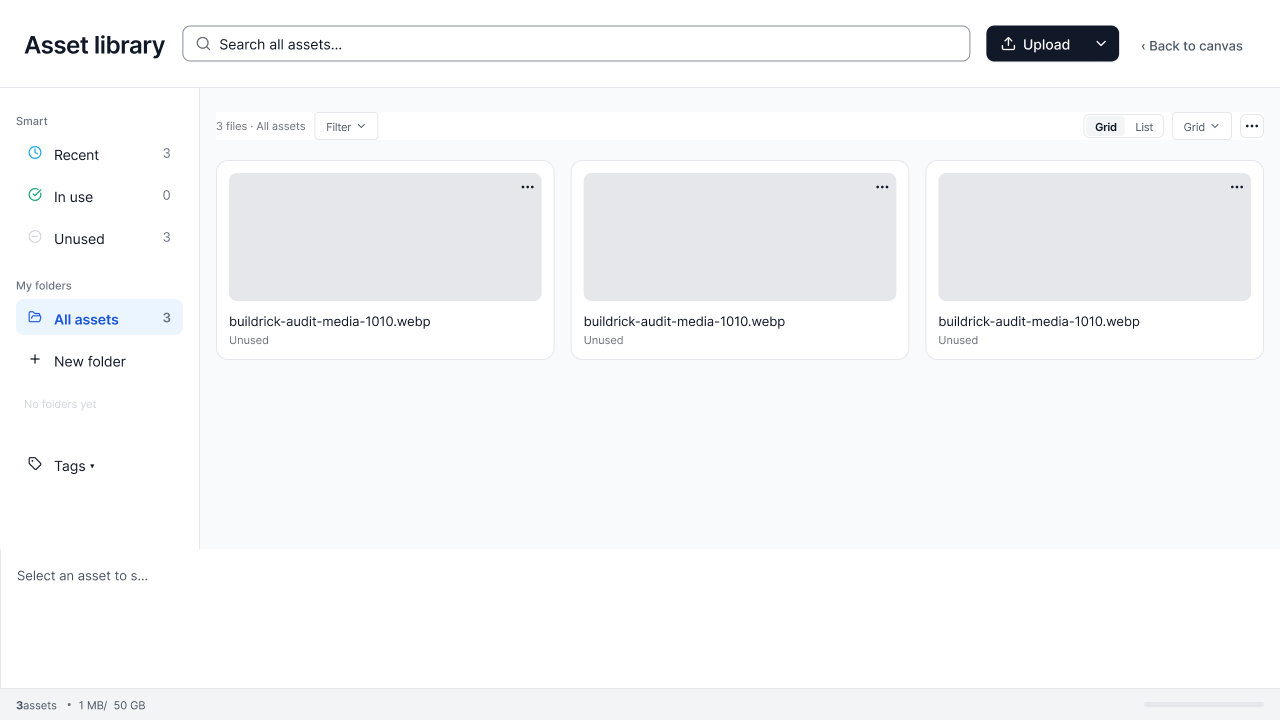 Asset library
Search all assets...
Upload
‹ Back to canvas
Smart
Recent 3
In use 0
Unused 3
My folders
All assets 3
New folder
No folders yet
Tags ▾
3 files · All assets
Filter
Grid
List
Grid
buildrick-audit-media-1010.webp
Unused
buildrick-audit-media-1010.webp
Unused
buildrick-audit-media-1010.webp
Unused
Select an asset to s...
3assets • 1 MB/ 50 GB